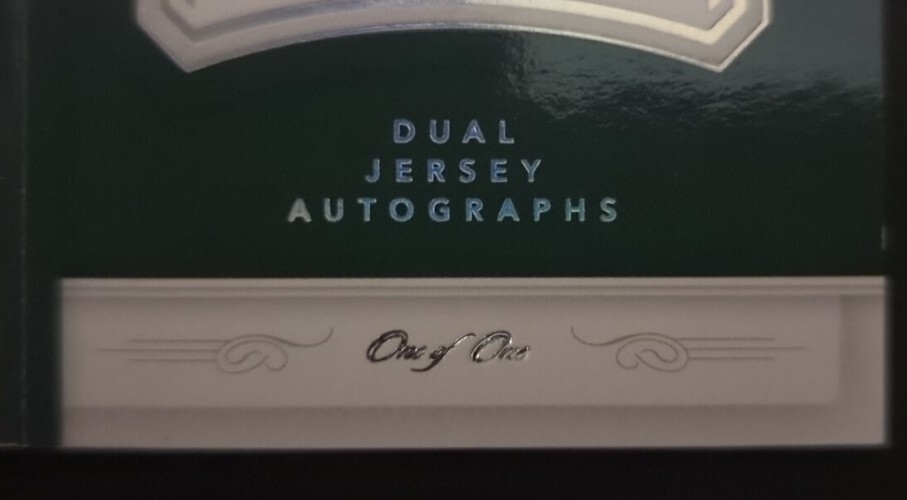 DUAL
JERSEY
AUTOGRAPHS
One of One